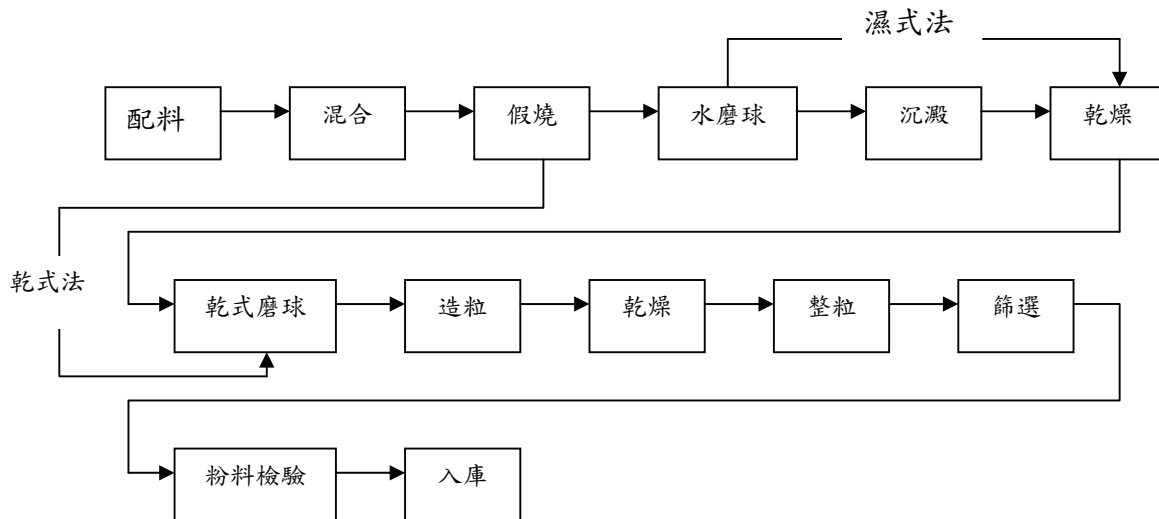 濕式法
配料
混合
假燒
水磨球
沉澱
乾燥
乾式法
乾式磨球
造粒
乾燥
整粒
篩選
粉料檢驗
入庫